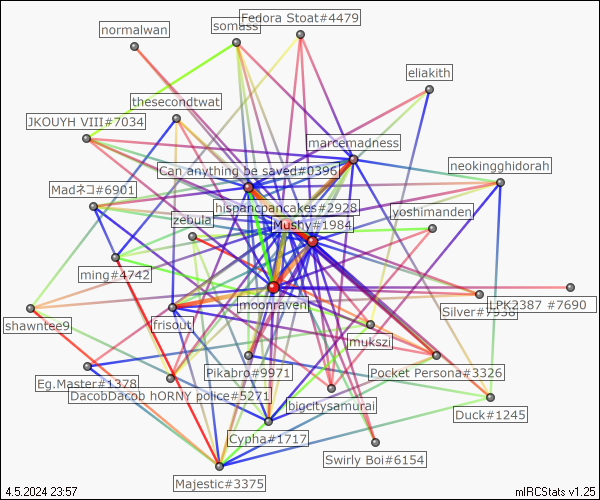 Fedora Stoat#4479
somass
normalwan
eliakith
thesecondtwat
JKOUYH VIII#7034
marcemadness
neokingghidorah
Can anything be saved#0396
Madネコ#6901
hispancpancakes#2928
yoshimanden
zebula
Mushy#1984
ming#4742
moonraven
LPK2387 #7690
Silver#7938
shawntee9
frisout
mukszi
Pikabro#9971
Pocket Persona#3326
Eg.Master#1378
DacobDacob hORNY police#5271
bigcitysamurai
Duck#1245
Cypha#1717
Swirly Boi#6154
Majestic#3375
4.5.2024 23:57
mIRCStats v1.25